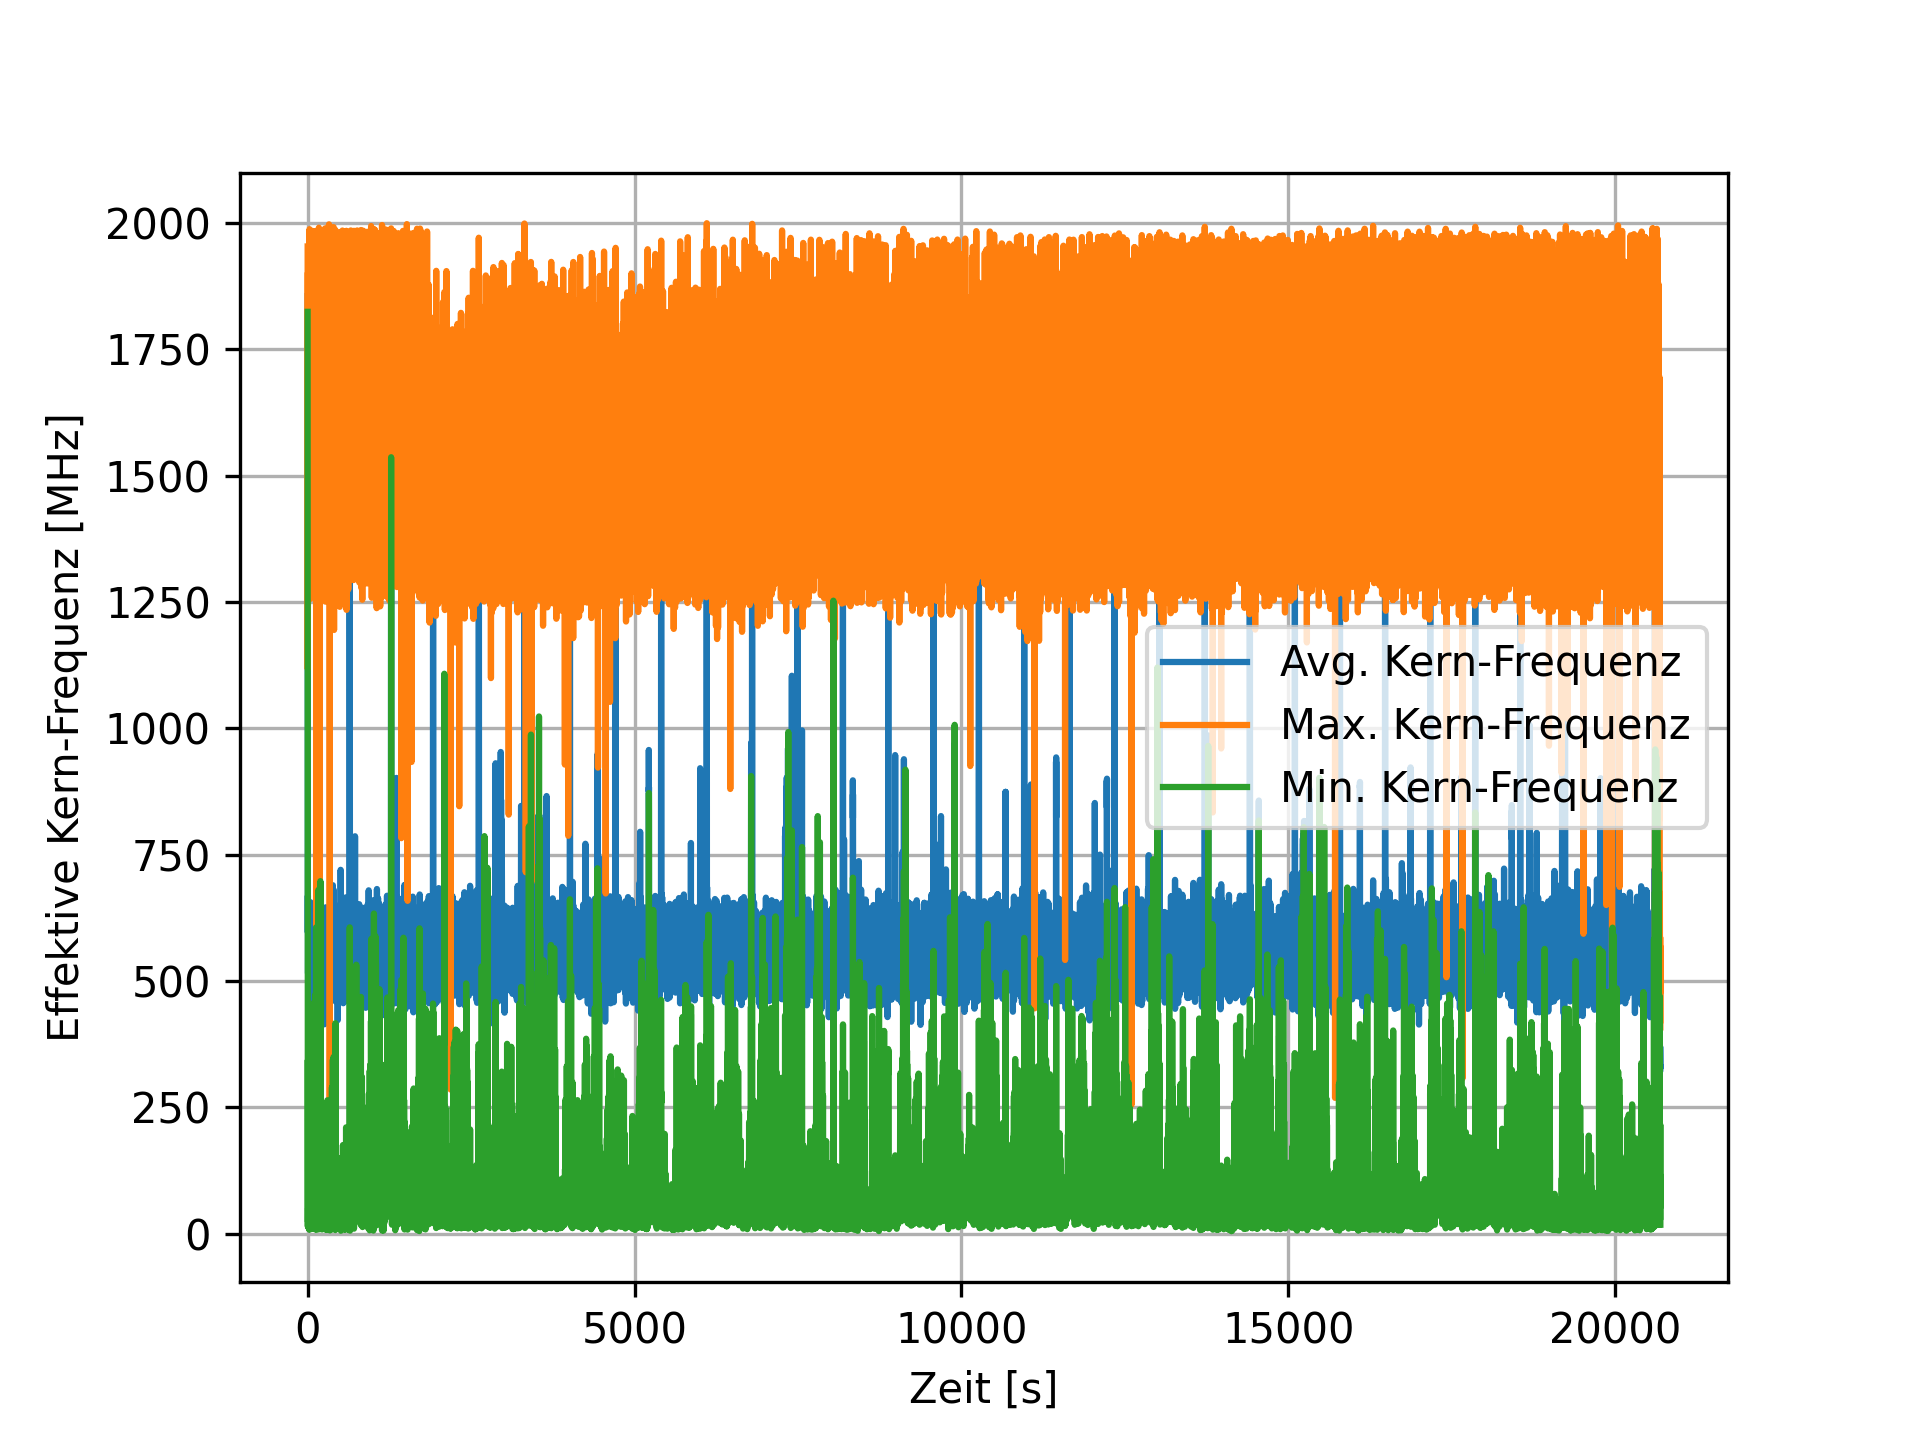 2000
1750
1500
1250
1000
750
500
250
0
Effektive Kern-Frequenz [MHz]
Avg. Kern-Frequenz
Max. Kern-Frequenz
Min. Kern-Frequenz
0 5000 10000 15000 20000
Zeit [s]